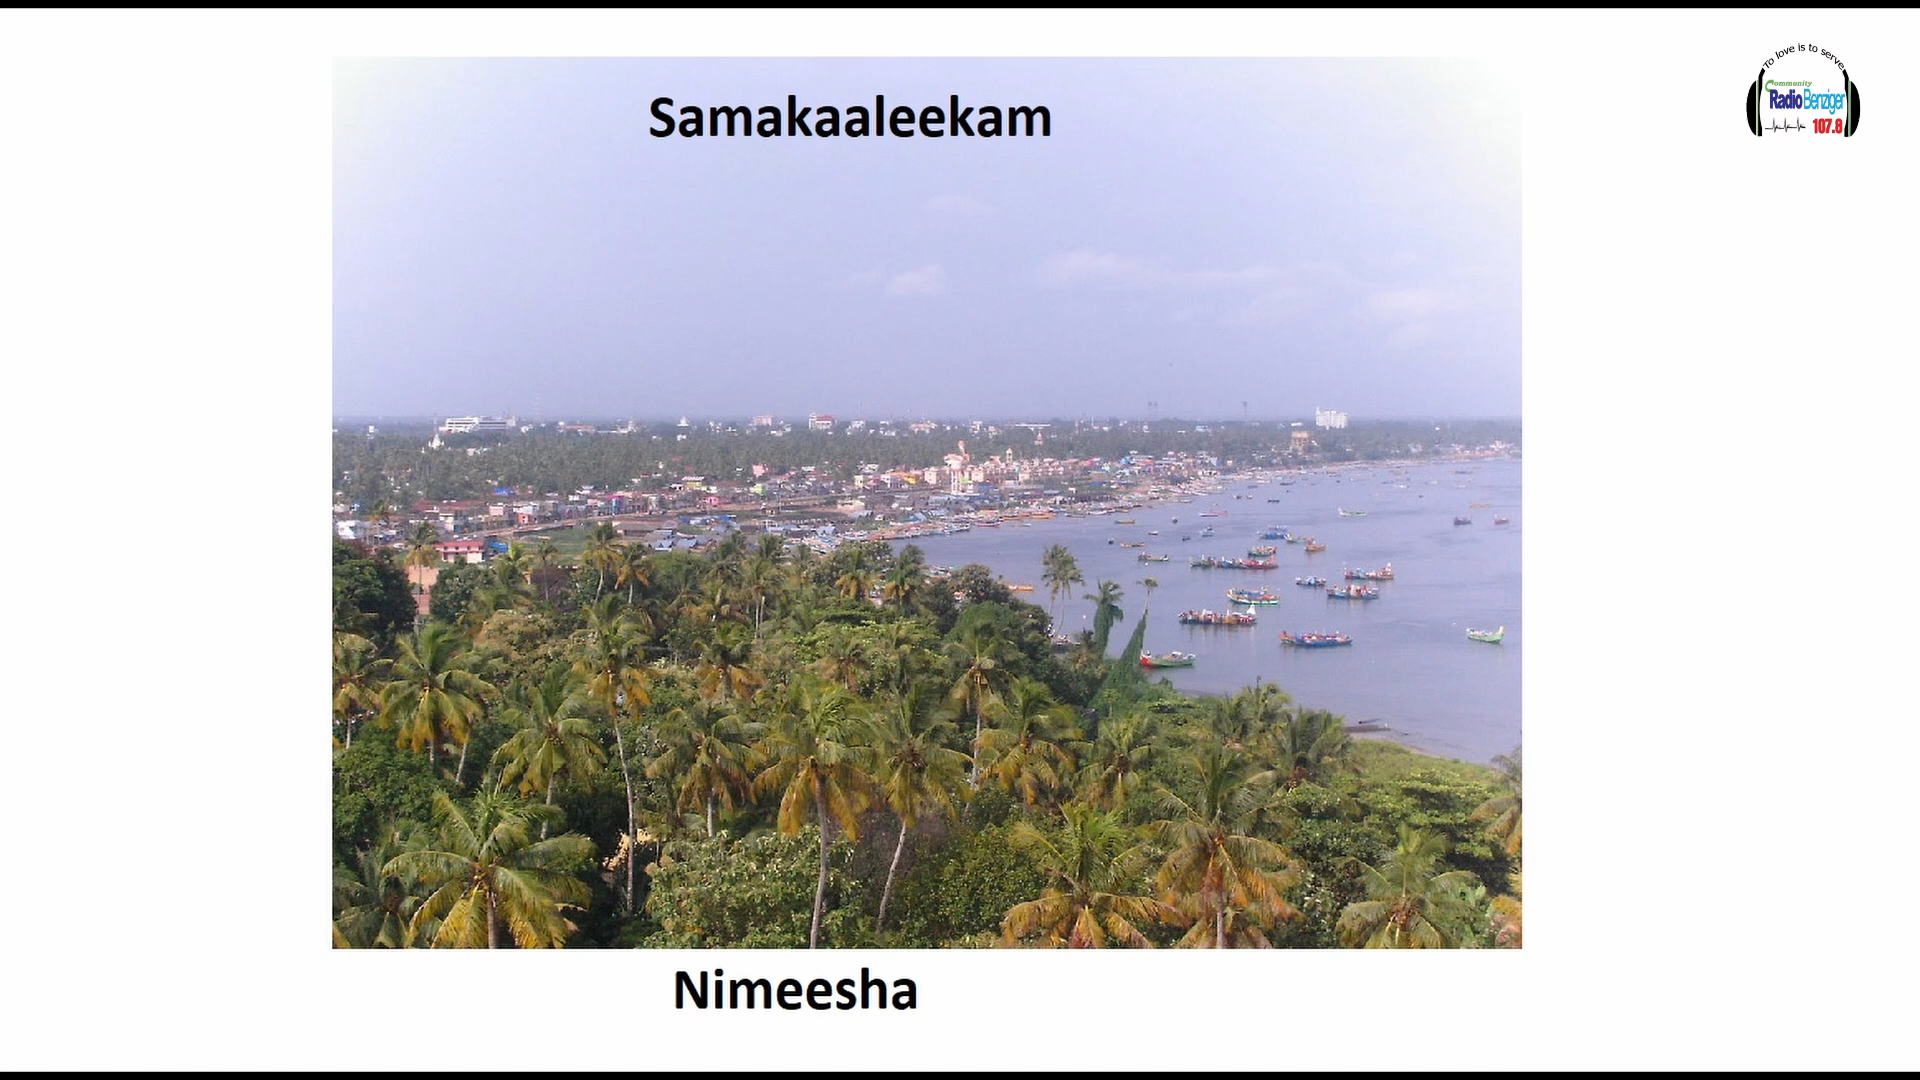 Samakaaleekam
To love is to serve
Community
Radio Benziger
107.8
Nimeesha